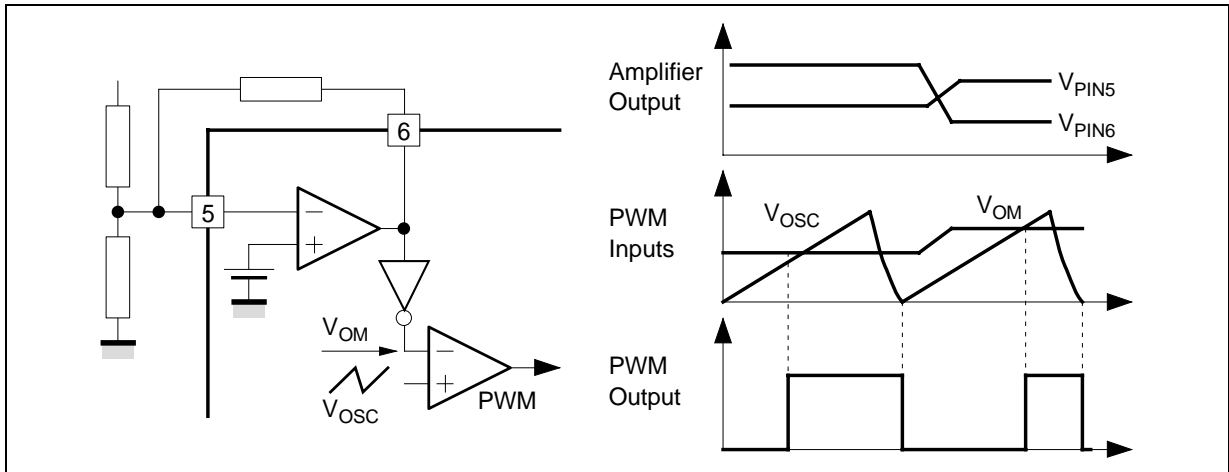 6
5
−
+
V_OM
V_OSC
−
+
PWM
Amplifier
Output
V_PIN5
V_PIN6
PWM
Inputs
V_OSC
V_OM
PWM
Output